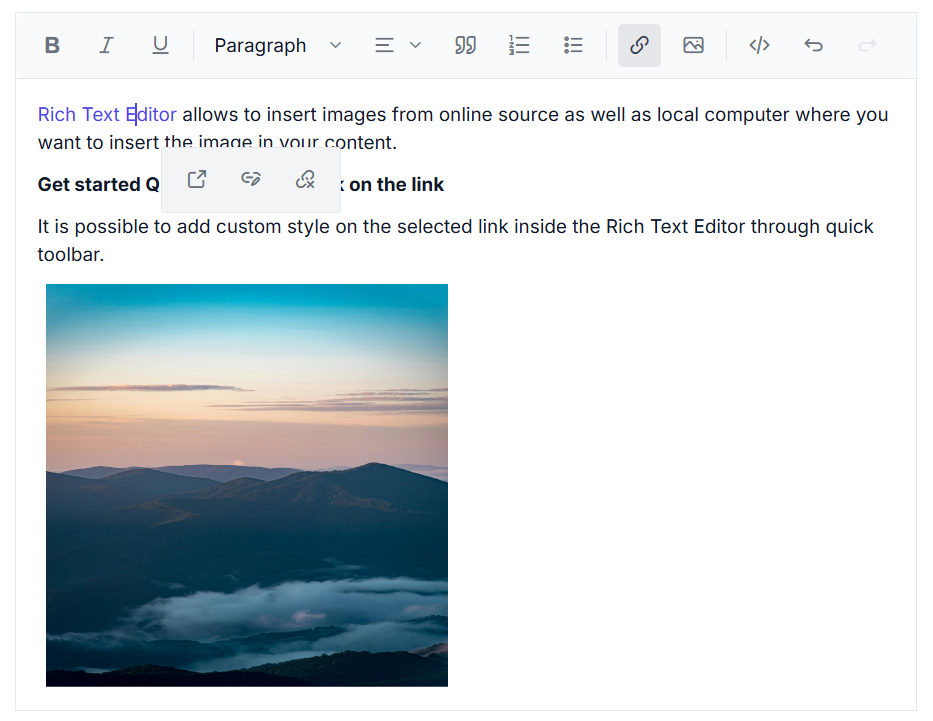 Paragraph
Rich Text Editor allows to insert images from online source as well as local computer where you
want to insert the image in your content.
Get started Q on the link
It is possible to add custom style on the selected link inside the Rich Text Editor through quick
toolbar.